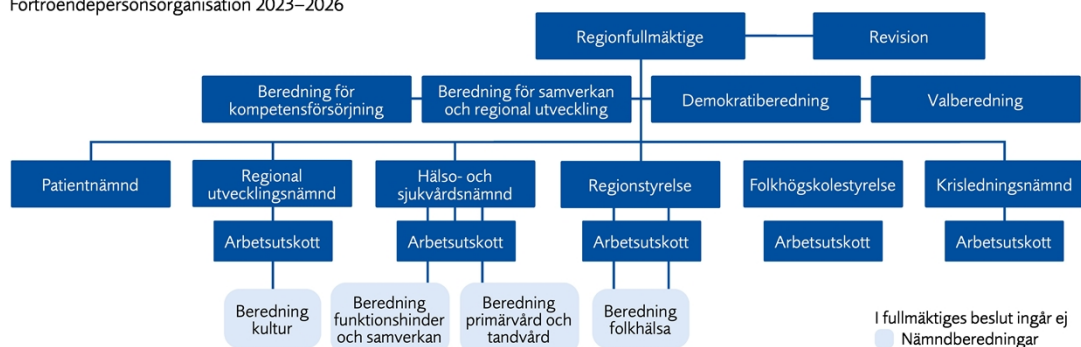 Förtroendepersonsorganisation 2023–2026
Regionfullmäktige
Revision
Beredning för
kompetensförsörjning
Beredning för samverkan
och regional utveckling
Demokratiberedning
Valberedning
Patientnämnd
Regional
utvecklingsnämnd
Hälso- och
sjukvårdsnämnd
Regionstyrelse
Folkhögskolestyrelse
Krisledningsnämnd
Arbetsutskott
Arbetsutskott
Arbetsutskott
Arbetsutskott
Arbetsutskott
Beredning
kultur
Beredning
funktionshinder
och samverkan
Beredning
primärvård och
tandvård
Beredning
folkhälsa
I fullmäktiges beslut ingår ej
Nämndberedningar